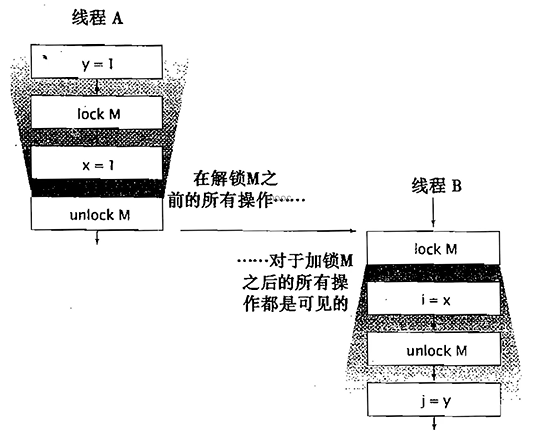 线程 A
y = 1
lock M
x = 1
unlock M
在解锁M之
前的所有操作……
线程 B
……对于加锁M
之后的所有操
作都是可见的
lock M
i = x
unlock M
j = y